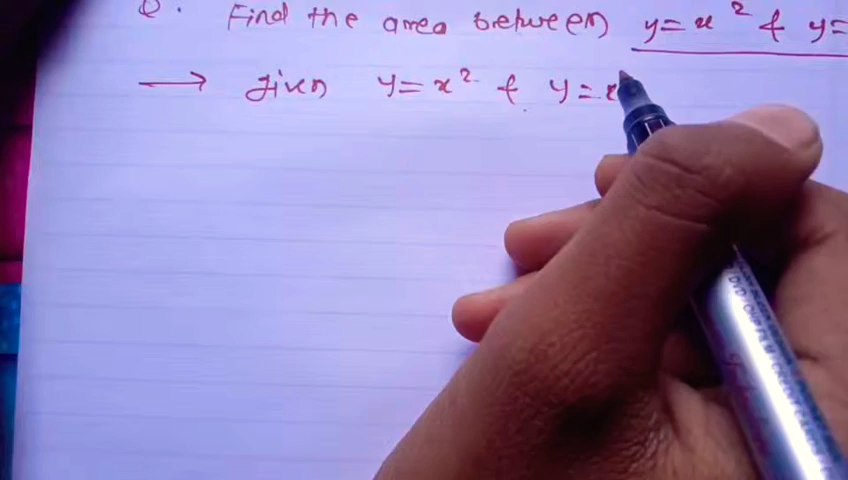 Q. Find the area between y = x² & y =
→ given y = x² & y = x